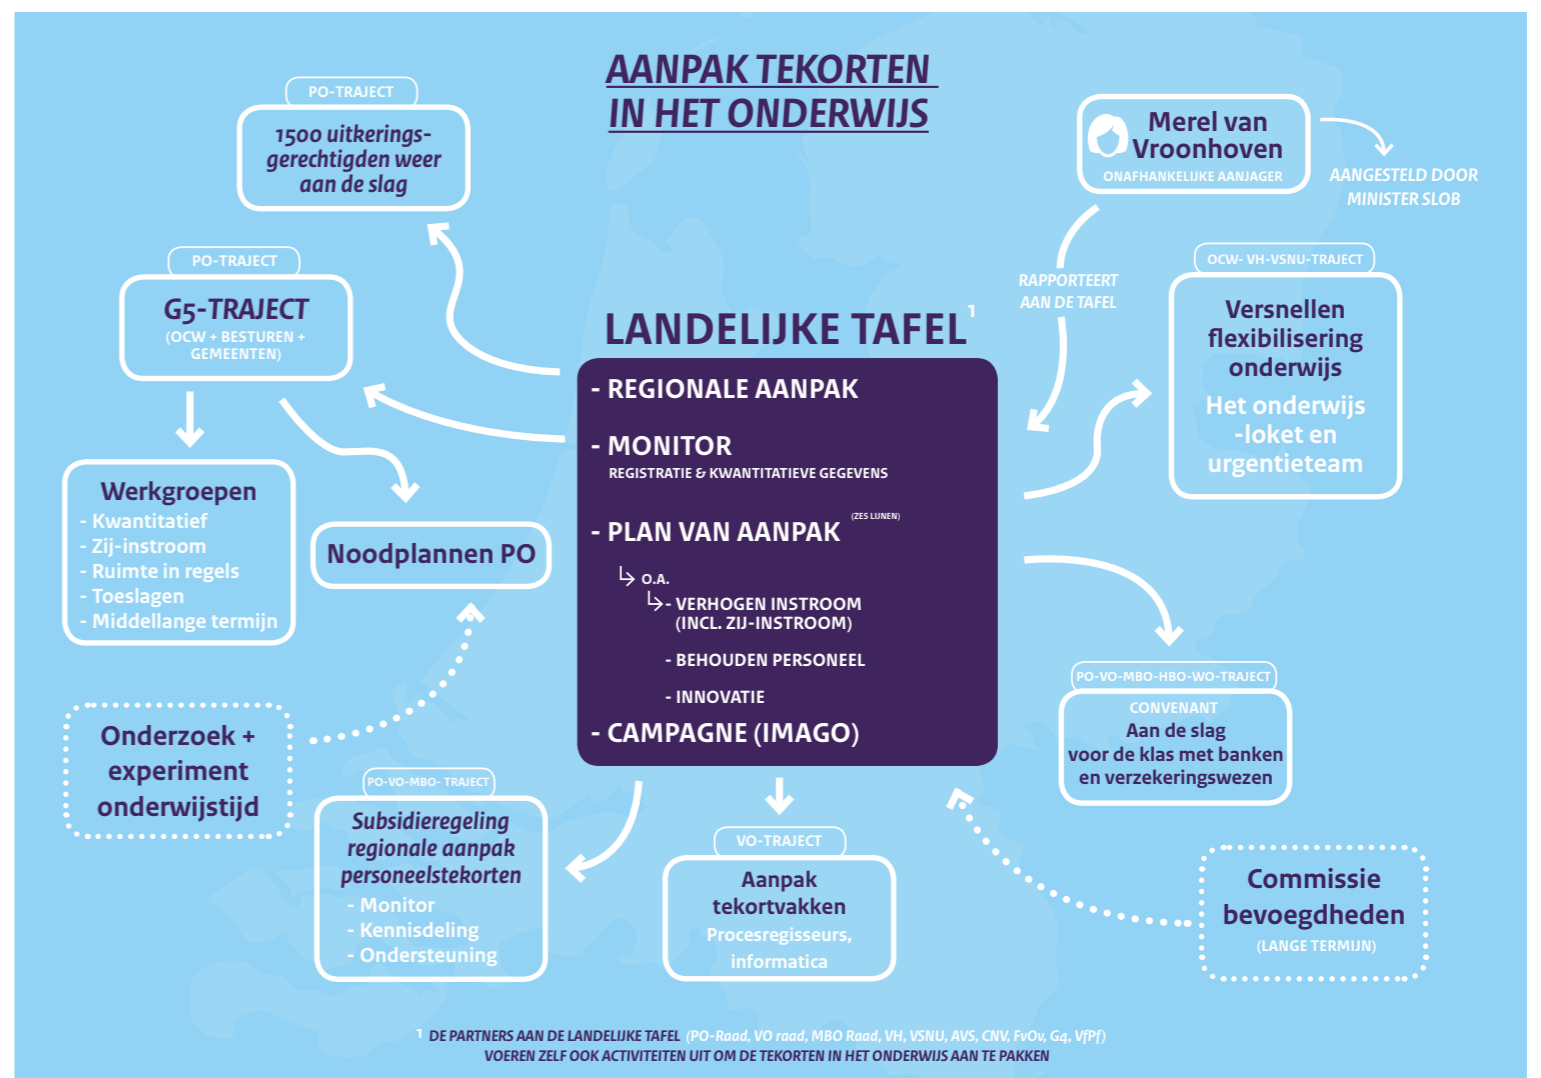 AANPAK TEKORTEN
IN HET ONDERWIJS
PO-TRAJECT
1500 uitkerings-
gerechtigden weer
aan de slag
Merel van
Vroonhoven
ONAFHANKELIJKE AANJAGER
AANGESTELD DOOR
MINISTER SLOB
RAPPORTEERT
AAN DE TAFEL
PO-TRAJECT
G5-TRAJECT
(OCW + BESTUREN +
GEMEENTEN)
OCW- VH-VSNU-TRAJECT
Versnellen
flexibilisering
onderwijs
Het onderwijs
-loket en
urgentieteam
LANDELIJKE TAFEL 1
- REGIONALE AANPAK
- MONITOR
REGISTRATIE & KWANTITATIEVE GEGEVENS
- PLAN VAN AANPAK (ZES LIJNEN)
O.A.
- VERHOGEN INSTROOM
(INCL. ZIJ-INSTROOM)
- BEHOUDEN PERSONEEL
- INNOVATIE
- CAMPAGNE (IMAGO)
Werkgroepen
- Kwantitatief
- Zij-instroom
- Ruimte in regels
- Toeslagen
- Middellange termijn
Noodplannen PO
Onderzoek +
experiment
onderwijstijd
PO-VO-MBO-HBO-WO-TRAJECT
CONVENANT
Aan de slag
voor de klas met banken
en verzekeringswezen
PO-VO-MBO- TRAJECT
Subsidieregeling
regionale aanpak
personeelstekorten
- Monitor
- Kennisdeling
- Ondersteuning
VO-TRAJECT
Aanpak
tekortvakken
Procesregisseurs,
informatica
Commissie
bevoegdheden
(LANGE TERMIJN)
1 DE PARTNERS AAN DE LANDELIJKE TAFEL (PO-Raad, VO raad, MBO Raad, VH, VSNU, AVS, CNV, FvOv, G4, VfPf)
VOEREN ZELF OOK ACTIVITEITEN UIT OM DE TEKORTEN IN HET ONDERWIJS AAN TE PAKKEN